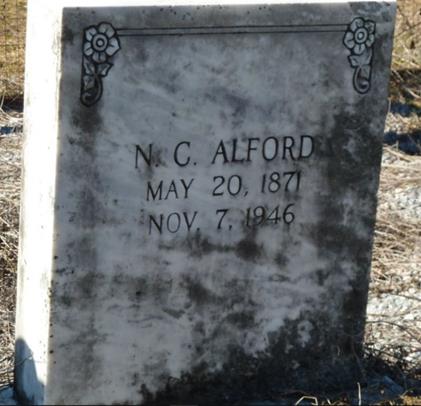 N. C. ALFORD
MAY 20, 1871
NOV. 7, 1946